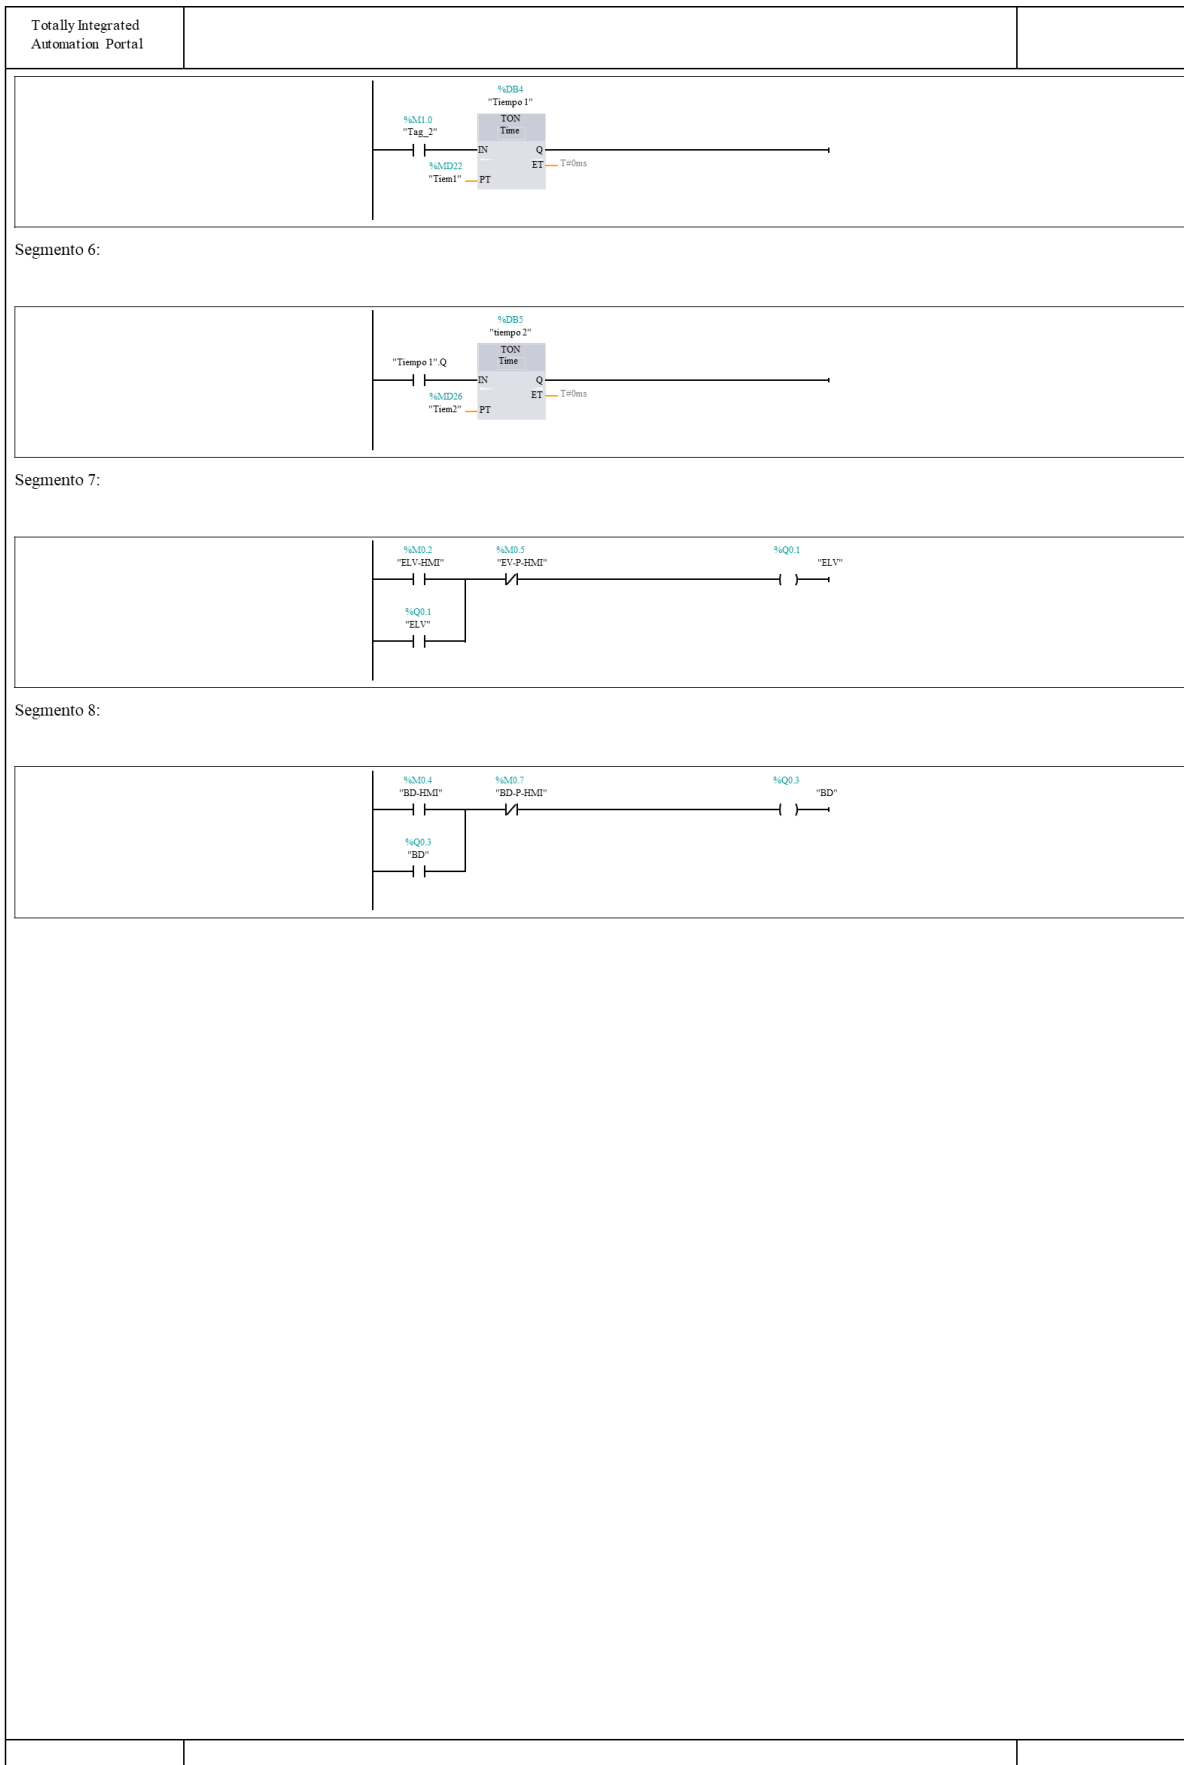 Totally Integrated
Automation Portal
%DB4
"Tiempo 1"
%M1.0
"Tag_2"
TON
Time
IN
Q
ET
T#0ms
%MD22
"Tiem1"
PT
Segmento 6:
%DB5
"tiempo 2"
TON
Time
"Tiempo 1".Q
IN
Q
ET
T#0ms
%MD26
"Tiem2"
PT
Segmento 7:
%M0.2
"ELV-HMI"
%M0.5
"EV-P-HMI"
%Q0.1
"ELV"
%Q0.1
"ELV"
Segmento 8:
%M0.4
"BD-HMI"
%M0.7
"BD-P-HMI"
%Q0.3
"BD"
%Q0.3
"BD"